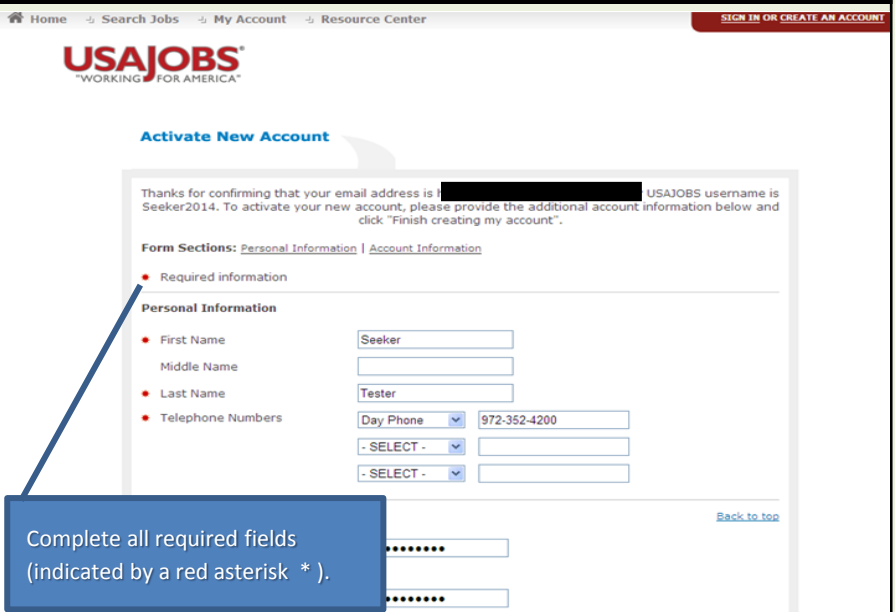 Home Search Jobs My Account Resource Center
SIGN IN OR CREATE AN ACCOUNT
USAJOBS®
"WORKING FOR AMERICA"
Activate New Account
Thanks for confirming that your email address is USAJOBS username is
Seeker2014. To activate your new account, please provide the additional account information below and
click "Finish creating my account".
Form Sections: Personal Information | Account Information
Required information
Personal Information
First Name Seeker
Middle Name
Last Name Tester
Telephone Numbers Day Phone 972-352-4200
- SELECT -
- SELECT -
Back to top
Complete all required fields
(indicated by a red asterisk * ).